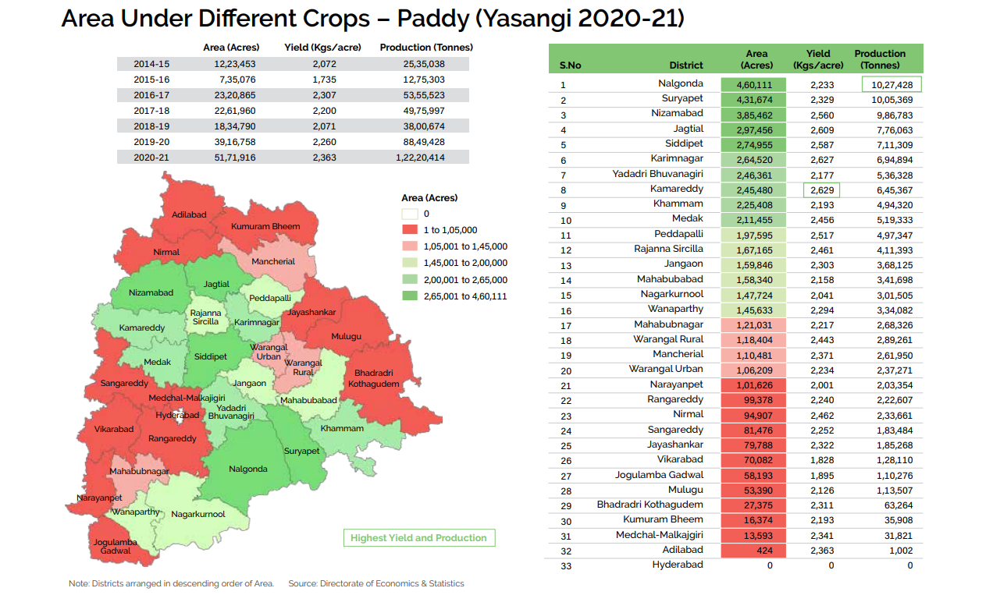 Area Under Different Crops – Paddy (Yasangi 2020-21)
Area (Acres) Yield (Kgs/acre) Production (Tonnes)
2014-15 12,23,453 2,072 25,35,038
2015-16 7,35,076 1,735 12,75,303
2016-17 23,20,865 2,307 53,55,523
2017-18 22,61,960 2,200 49,75,997
2018-19 18,34,790 2,071 38,00,674
2019-20 39,16,758 2,260 88,49,428
2020-21 51,71,916 2,363 1,22,20,414
Adilabad
Kumuram Bheem
Nirmal
Mancherial
Jagtial
Nizamabad
Peddapalli
Rajanna
Sircilla
Jayashankar
Karimnagar
Kamareddy
Mulugu
Warangal
Urban
Siddipet
Medak
Warangal
Rural
Bhadradri
Kothagudem
Sangareddy
Jangaon
Medchal-Malkajigiri
Mahabubabad
Yadadri
Bhuvanagiri
Hyderabad
Vikarabad
Khammam
Rangareddy
Suryapet
Nalgonda
Mahabubnagar
Narayanpet
Wanaparthy
Nagarkurnool
Jogulamba
Gadwal
Area (Acres)
0
1 to 1,05,000
1,05,001 to 1,45,000
1,45,001 to 2,00,000
2,00,001 to 2,65,000
2,65,001 to 4,60,111
Highest Yield and Production
Note: Districts arranged in descending order of Area. Source: Directorate of Economics & Statistics
S.No District Area (Acres) Yield (Kgs/acre) Production (Tonnes)
1 Nalgonda 4,60,111 2,233 10,27,428
2 Suryapet 4,31,674 2,329 10,05,369
3 Nizamabad 3,85,462 2,560 9,86,783
4 Jagtial 2,97,456 2,609 7,76,063
5 Siddipet 2,74,955 2,587 7,11,309
6 Karimnagar 2,64,520 2,627 6,94,894
7 Yadadri Bhuvanagiri 2,46,361 2,177 5,36,328
8 Kamareddy 2,45,480 2,629 6,45,367
9 Khammam 2,25,408 2,193 4,94,320
10 Medak 2,11,455 2,456 5,19,333
11 Peddapalli 1,97,595 2,517 4,97,347
12 Rajanna Sircilla 1,67,165 2,461 4,11,393
13 Jangaon 1,59,846 2,303 3,68,125
14 Mahabubabad 1,58,340 2,158 3,41,698
15 Nagarkurnool 1,47,724 2,041 3,01,505
16 Wanaparthy 1,45,633 2,294 3,34,082
17 Mahabubnagar 1,21,031 2,217 2,68,326
18 Warangal Rural 1,18,404 2,443 2,89,261
19 Mancherial 1,10,481 2,371 2,61,950
20 Warangal Urban 1,06,209 2,234 2,37,271
21 Narayanpet 1,01,626 2,001 2,03,354
22 Rangareddy 99,378 2,240 2,22,607
23 Nirmal 94,907 2,462 2,33,661
24 Sangareddy 81,476 2,252 1,83,484
25 Jayashankar 79,788 2,322 1,85,268
26 Vikarabad 70,082 1,828 1,28,110
27 Jogulamba Gadwal 58,193 1,895 1,10,276
28 Mulugu 53,390 2,126 1,13,507
29 Bhadradri Kothagudem 27,375 2,311 63,264
30 Kumuram Bheem 16,374 2,193 35,908
31 Medchal-Malkajgiri 13,593 2,341 31,821
32 Adilabad 424 2,363 1,002
33 Hyderabad 0 0 0